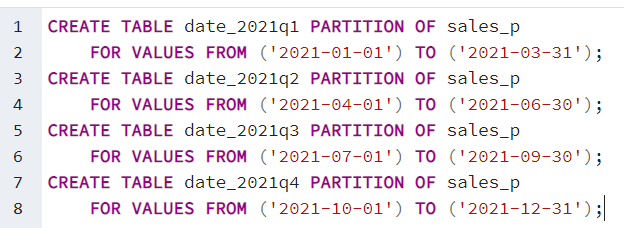 1 CREATE TABLE date_2021q1 PARTITION OF sales_p
2 FOR VALUES FROM ('2021-01-01') TO ('2021-03-31');
3 CREATE TABLE date_2021q2 PARTITION OF sales_p
4 FOR VALUES FROM ('2021-04-01') TO ('2021-06-30');
5 CREATE TABLE date_2021q3 PARTITION OF sales_p
6 FOR VALUES FROM ('2021-07-01') TO ('2021-09-30');
7 CREATE TABLE date_2021q4 PARTITION OF sales_p
8 FOR VALUES FROM ('2021-10-01') TO ('2021-12-31');